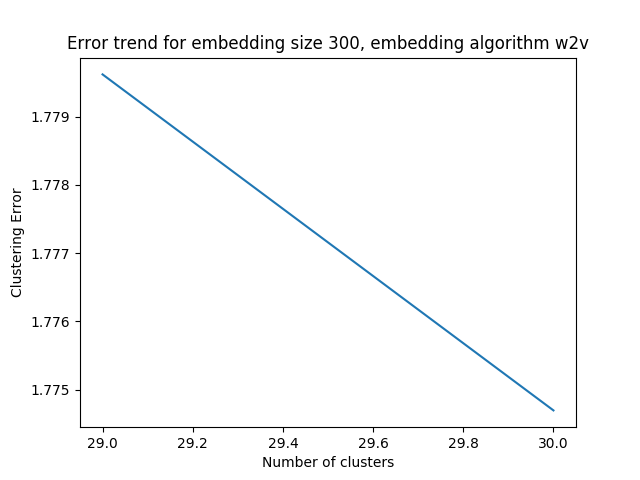 Error trend for embedding size 300, embedding algorithm w2v
1.779
1.778
1.777
1.776
1.775
Clustering Error
29.0 29.2 29.4 29.6 29.8 30.0
Number of clusters